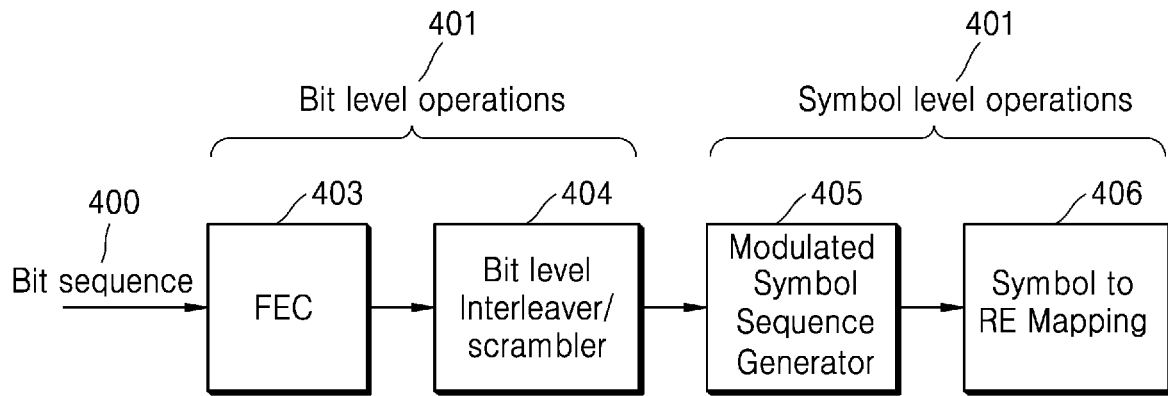 401
401
Bit level operations
Symbol level operations
400
403
404
405
406
Bit sequence
FEC
Bit level
Interleaver/
scrambler
Modulated
Symbol
Sequence
Generator
Symbol to
RE Mapping